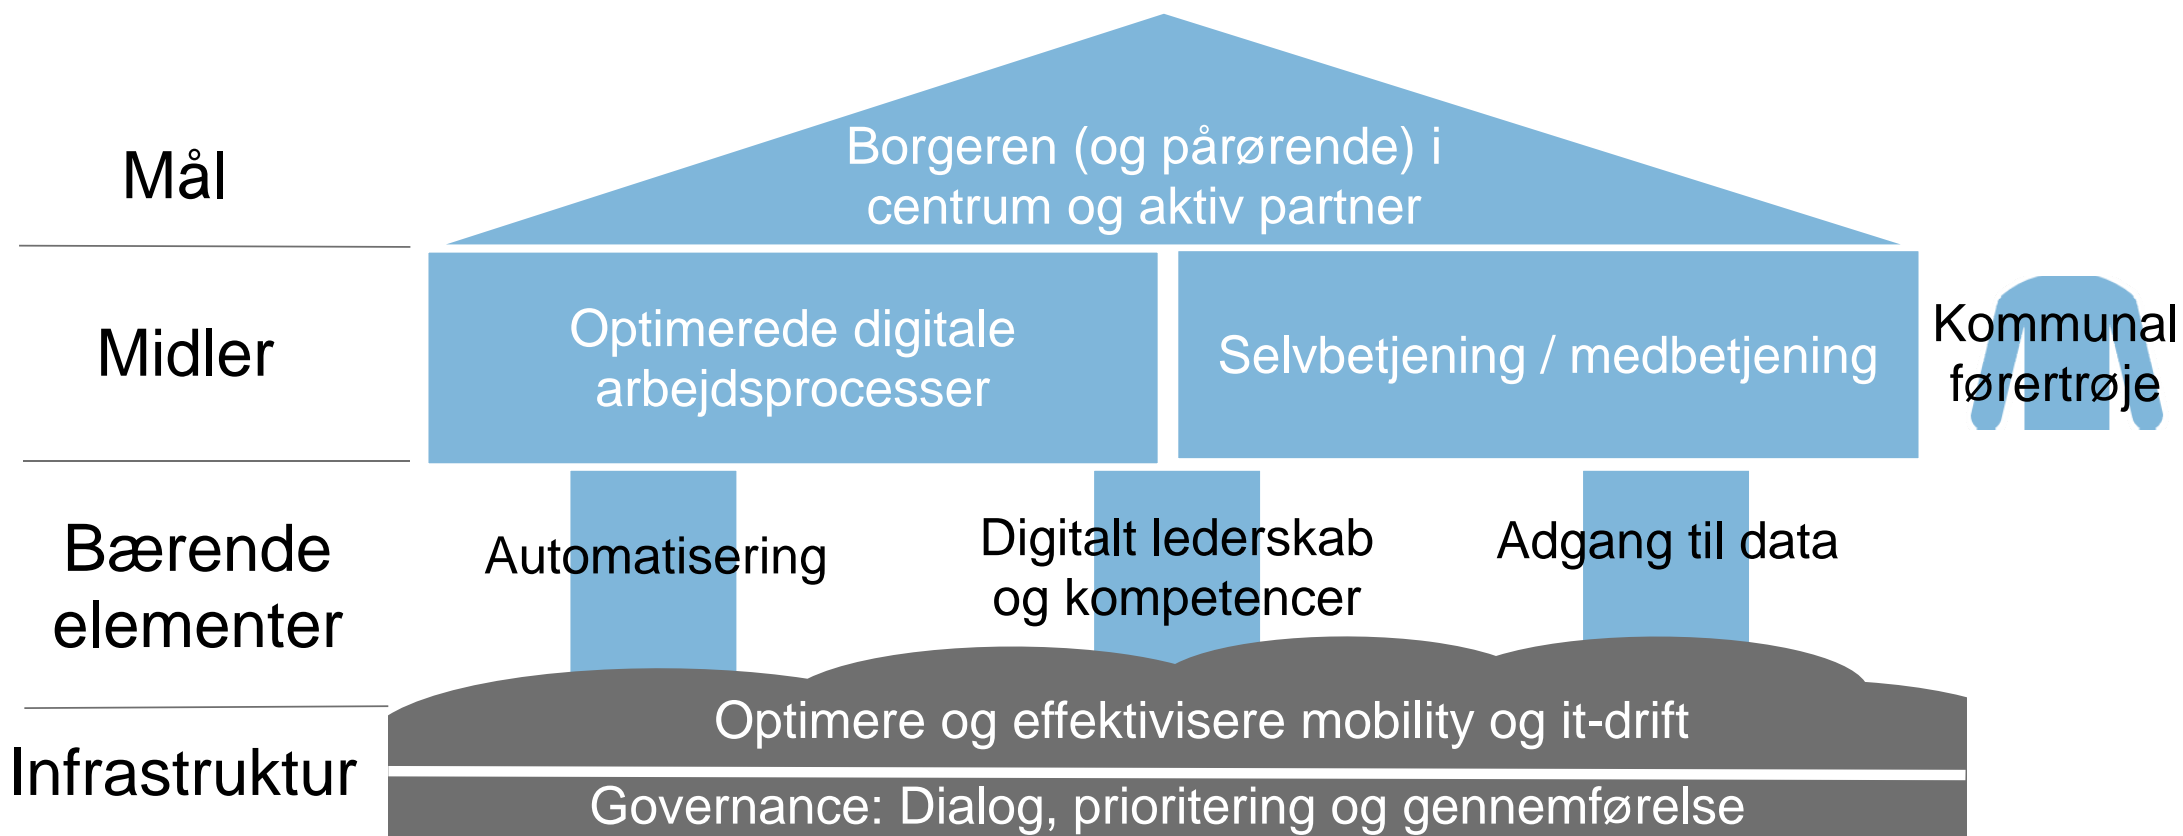 Mål
Borgeren (og pårørende) i
centrum og aktiv partner
Midler
Optimerede digitale
arbejdsprocesser
Selvbetjening / medbetjening
Kommunal
førertrøje
Bærende
elementer
Automatisering
Digitalt lederskab
og kompetencer
Adgang til data
Infrastruktur
Optimere og effektivisere mobility og it-drift
Governance: Dialog, prioritering og gennemførelse